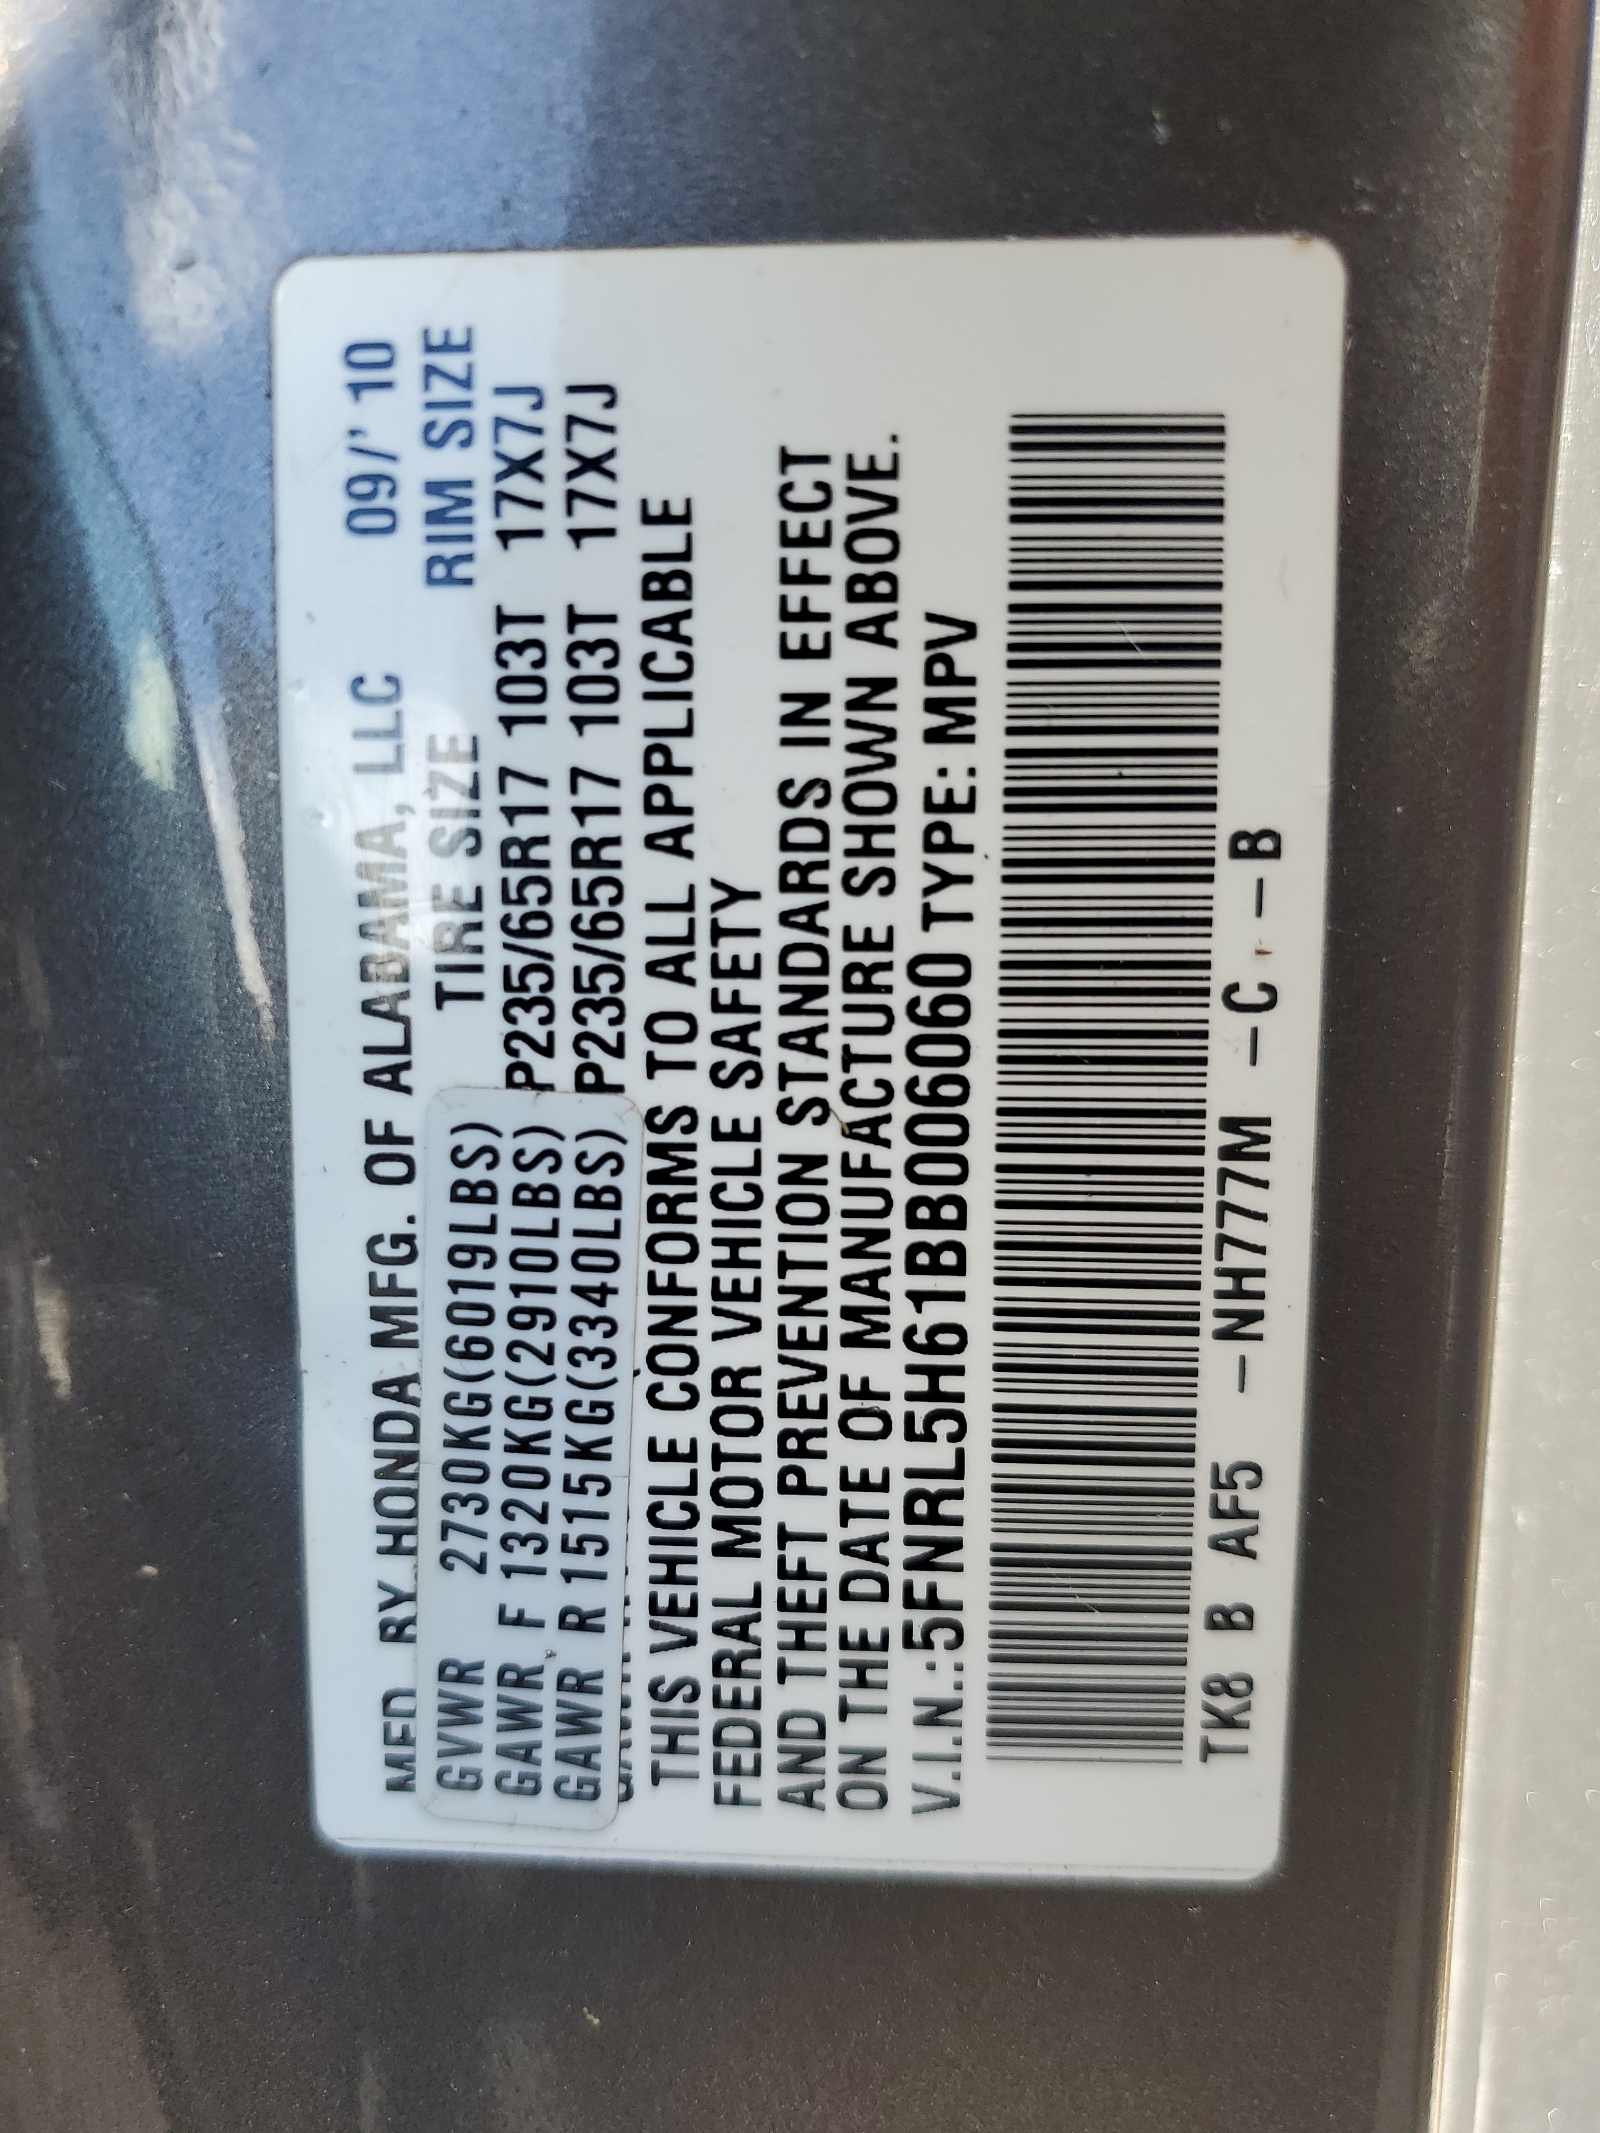 MFD BY HONDA MFG. OF ALABAMA, LLC 09/'10
TIRE SIZE RIM SIZE
GVWR 2730KG(6019LBS)
GAWR F 1320KG(2910LBS) P235/65R17 103T 17X7J
GAWR R 1515KG(3340LBS) P235/65R17 103T 17X7J
THIS VEHICLE CONFORMS TO ALL APPLICABLE
FEDERAL MOTOR VEHICLE SAFETY
AND THEFT PREVENTION STANDARDS IN EFFECT
ON THE DATE OF MANUFACTURE SHOWN ABOVE.
V.I.N.:5FNRL5H61BB006060 TYPE: MPV
TK8 B AF5 -NH777M -C -B